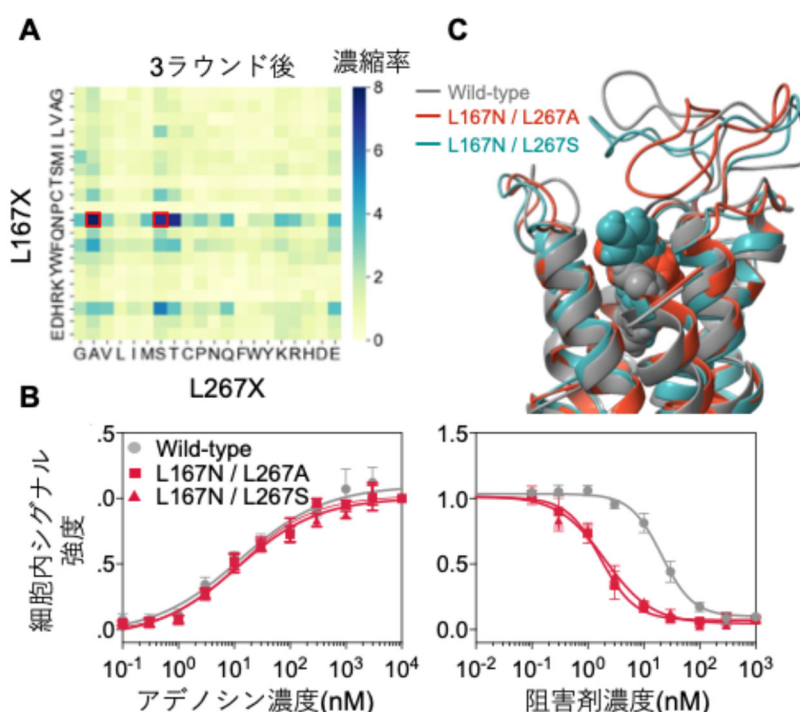 A
3ラウンド後
濃縮率
8
6
4
2
0
L167X
EDHRKYWFQNPCTSMILVAG
GAVLIMSTCPNQFWYKRHDE
L267X
C
Wild-type
L167N / L267A
L167N / L267S
B
細胞内シグナル
強度
.5
.0
.5
.0
Wild-type
L167N / L267A
L167N / L267S
10-1 100 101 102 103 104
アデノシン濃度(nM)
1.5
1.0
0.5
0.0
10-2 10-1 100 101 102 103
阻害剤濃度(nM)